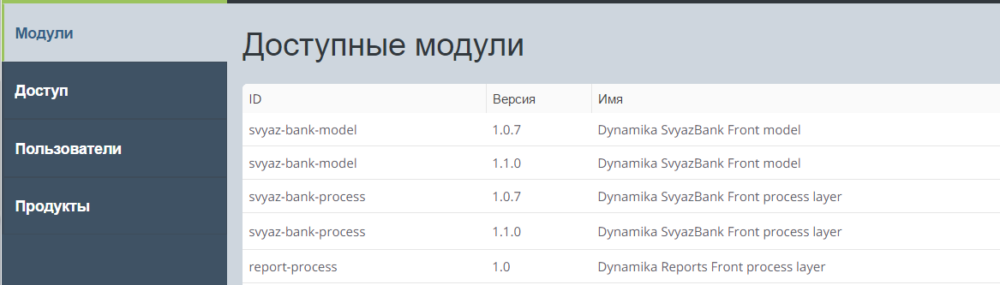 Модули
Доступ
Пользователи
Продукты
Доступные модули
ID Версия Имя
svyaz-bank-model 1.0.7 Dynamika SvyazBank Front model
svyaz-bank-model 1.1.0 Dynamika SvyazBank Front model
svyaz-bank-process 1.0.7 Dynamika SvyazBank Front process layer
svyaz-bank-process 1.1.0 Dynamika SvyazBank Front process layer
report-process 1.0 Dynamika Reports Front process layer